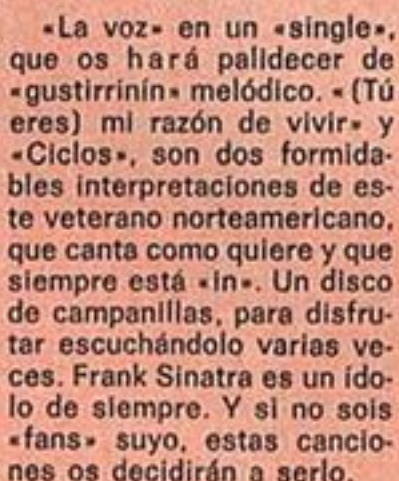 «La voz» en un «single»,
que os hará palidecer de
«gustirrinín» melódico. «(Tú
eres) mi razón de vivir» y
«Ciclos», son dos formida-
bles interpretaciones de es-
te veterano norteamericano,
que canta como quiere y que
siempre está «in». Un disco
de campanillas, para disfru-
tar escuchándolo varias ve-
ces. Frank Sinatra es un ído-
lo de siempre. Y si no sois
«fans» suyo, estas cancio-
nes os decidirán a serlo.